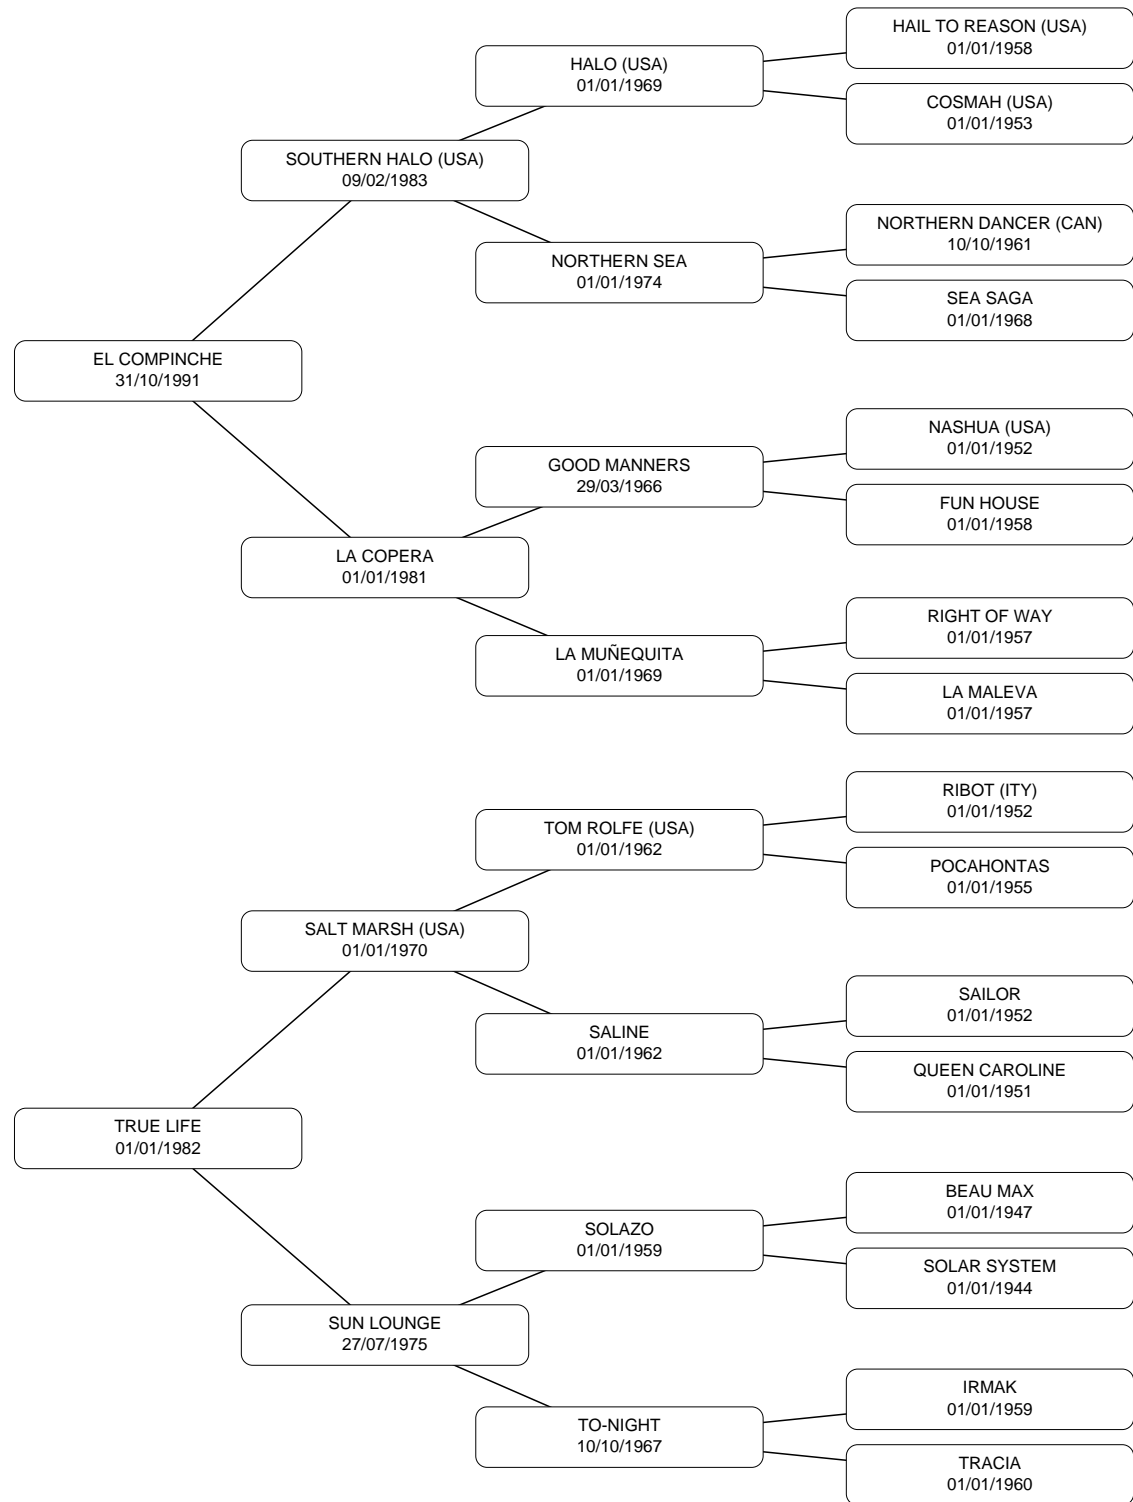 HAIL TO REASON (USA)
01/01/1958
HALO (USA)
01/01/1969
COSMAH (USA)
01/01/1953
SOUTHERN HALO (USA)
09/02/1983
NORTHERN DANCER (CAN)
10/10/1961
NORTHERN SEA
01/01/1974
SEA SAGA
01/01/1968
EL COMPINCHE
31/10/1991
NASHUA (USA)
01/01/1952
GOOD MANNERS
29/03/1966
FUN HOUSE
01/01/1958
LA COPERA
01/01/1981
RIGHT OF WAY
01/01/1957
LA MUÑEQUITA
01/01/1969
LA MALEVA
01/01/1957
RIBOT (ITY)
01/01/1952
TOM ROLFE (USA)
01/01/1962
POCAHONTAS
01/01/1955
SALT MARSH (USA)
01/01/1970
SAILOR
01/01/1952
SALINE
01/01/1962
QUEEN CAROLINE
01/01/1951
TRUE LIFE
01/01/1982
BEAU MAX
01/01/1947
SOLAZO
01/01/1959
SOLAR SYSTEM
01/01/1944
SUN LOUNGE
27/07/1975
IRMAK
01/01/1959
TO-NIGHT
10/10/1967
TRACIA
01/01/1960